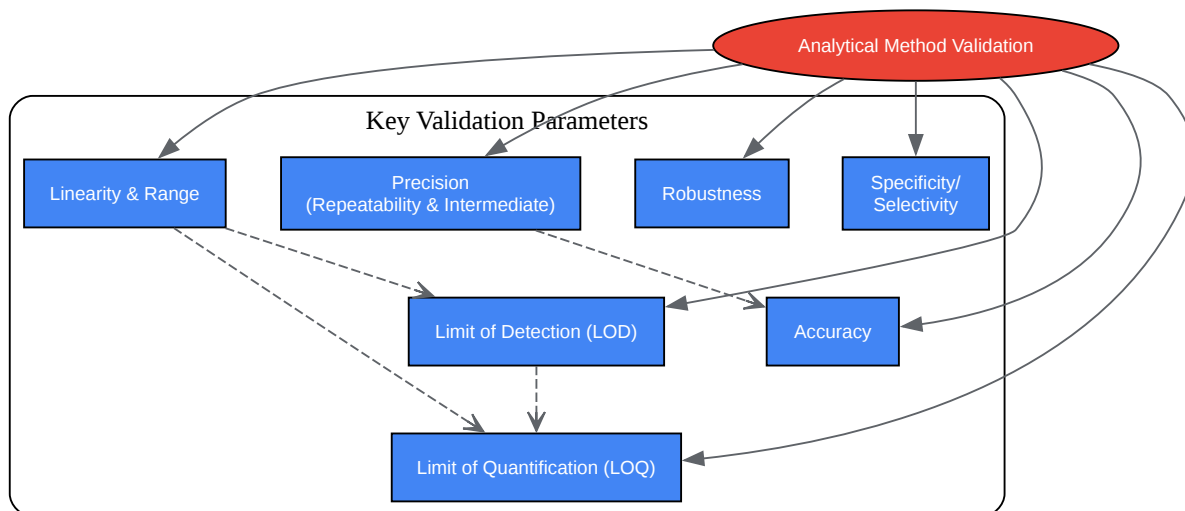 Analytical Method Validation
Key Validation Parameters
Linearity & Range
Precision
(Repeatability & Intermediate)
Robustness
Specificity/
Selectivity
Limit of Detection (LOD)
Accuracy
Limit of Quantification (LOQ)